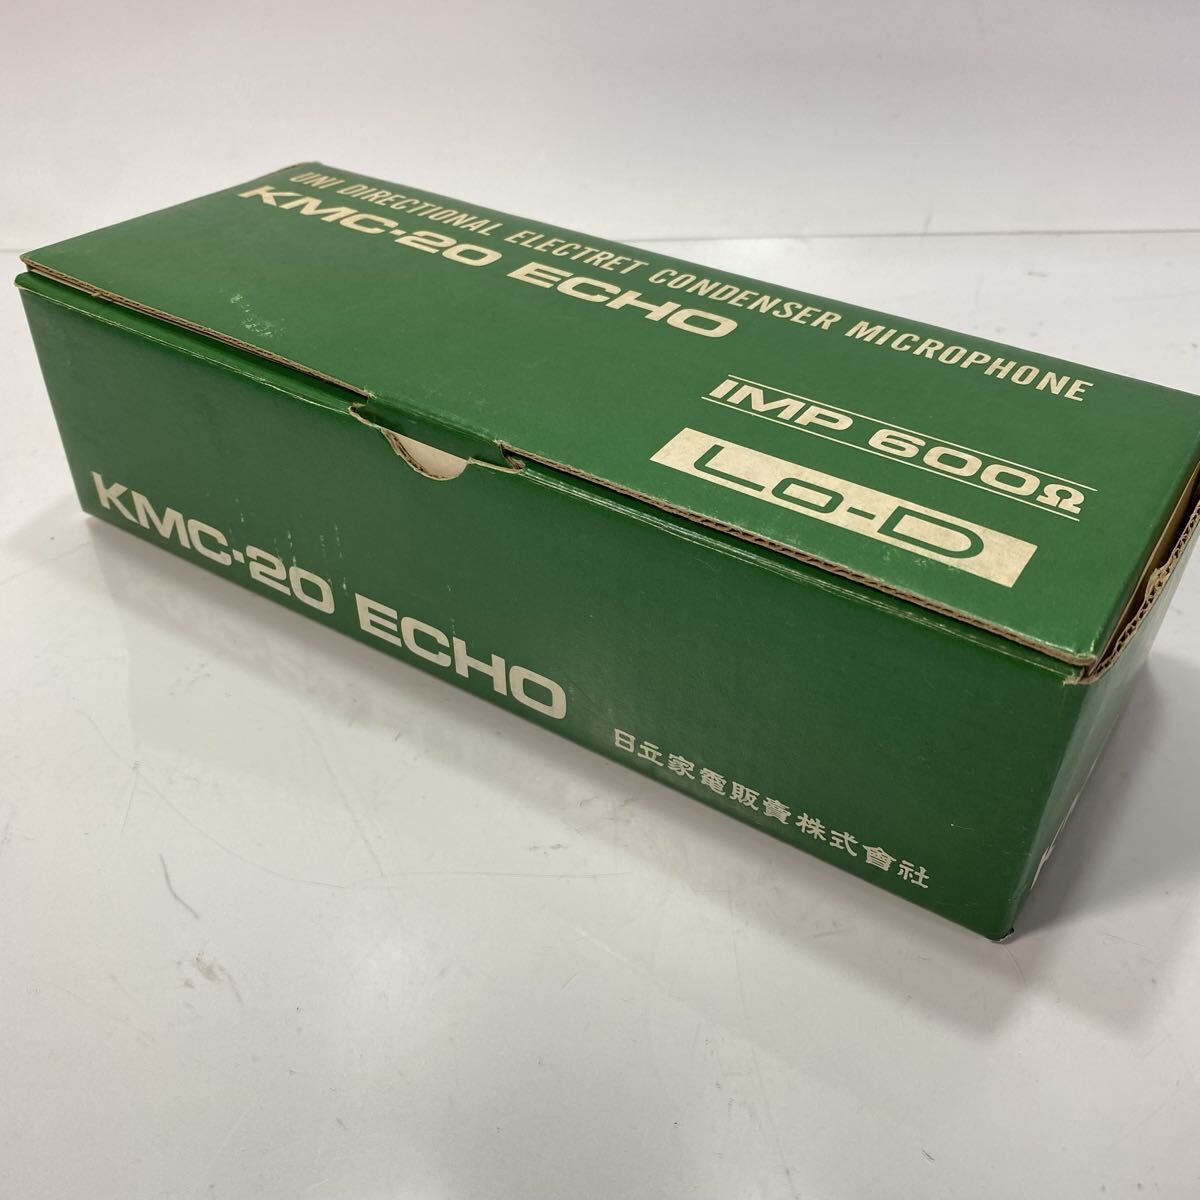 UNI DIRECTIONAL ELECTRET CONDENSER MICROPHONE
KMC-20 ECHO
IMP 600Ω
Lo-D
KMC-20 ECHO
日立家電販賣株式會社